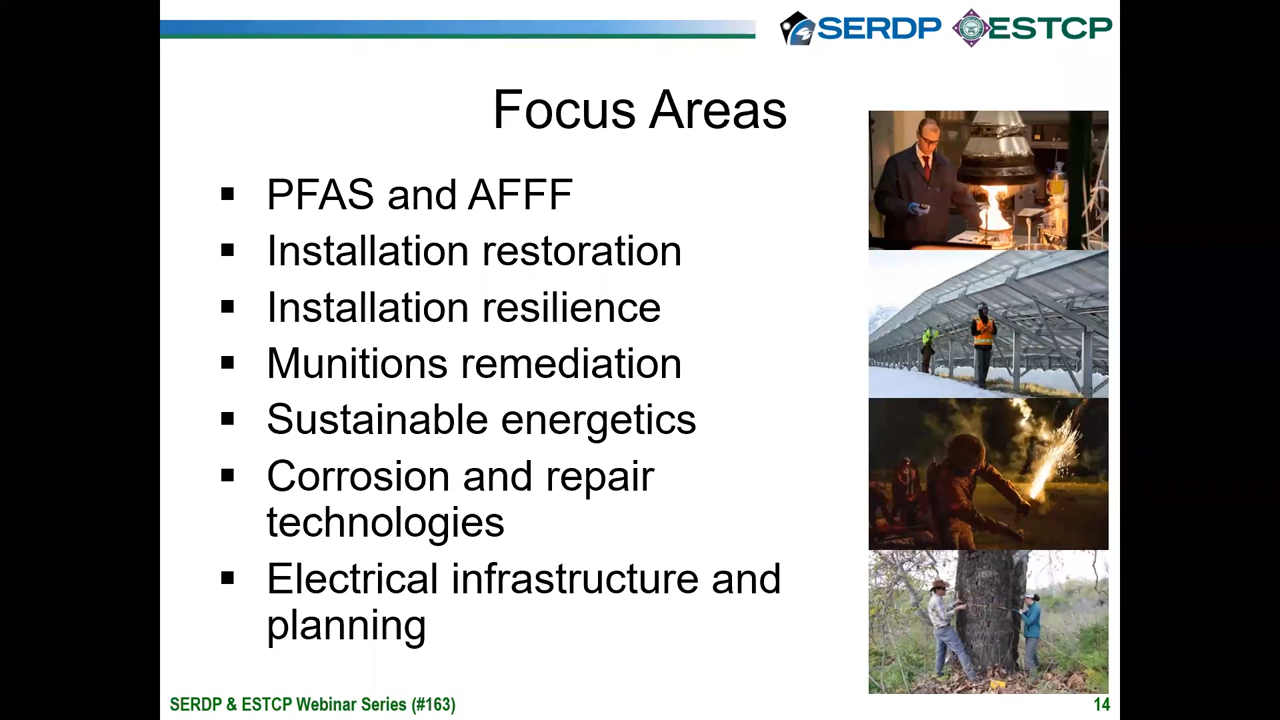 SERDP ESTCP
Focus Areas
▪ PFAS and AFFF
▪ Installation restoration
▪ Installation resilience
▪ Munitions remediation
▪ Sustainable energetics
▪ Corrosion and repair
technologies
▪ Electrical infrastructure and
planning
SERDP & ESTCP Webinar Series (#163)
14